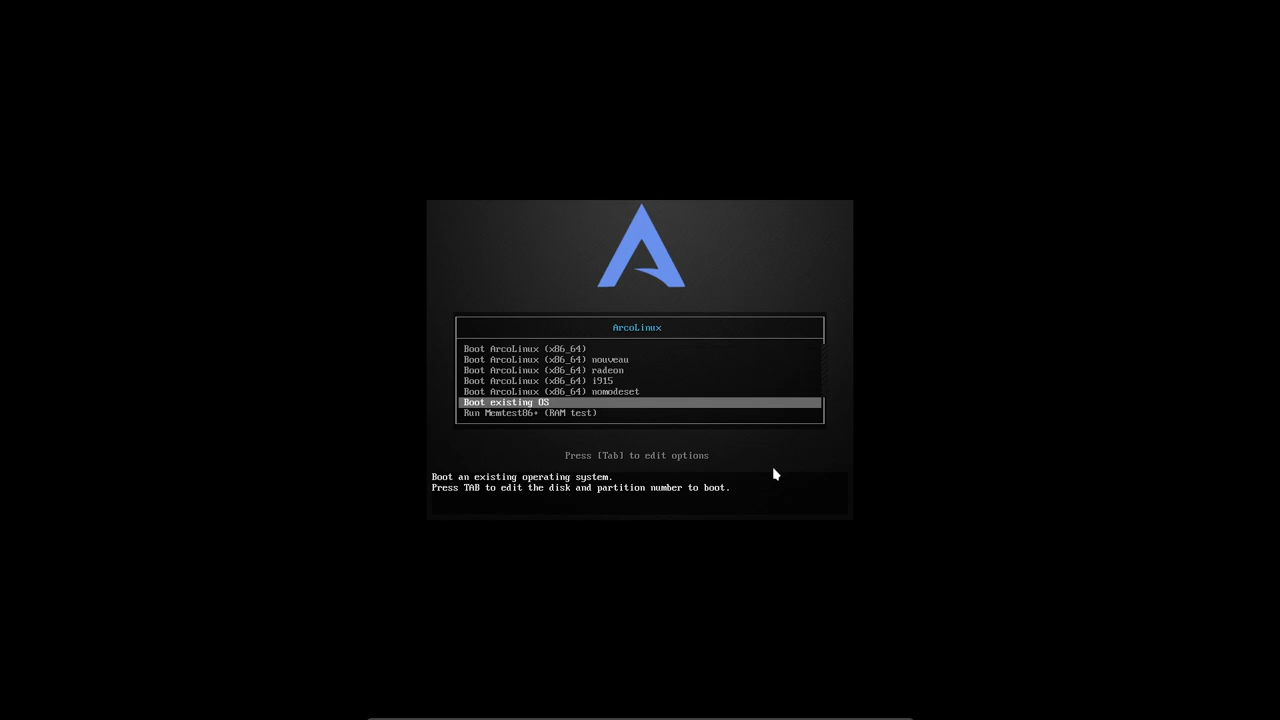 ArcoLinux
Boot ArcoLinux (x86_64)
Boot ArcoLinux (x86_64) nouveau
Boot ArcoLinux (x86_64) radeon
Boot ArcoLinux (x86_64) i915
Boot ArcoLinux (x86_64) nomodeset
Boot existing OS
Run Memtest86+ (RAM test)
Press [Tab] to edit options
Boot an existing operating system.
Press TAB to edit the disk and partition number to boot.